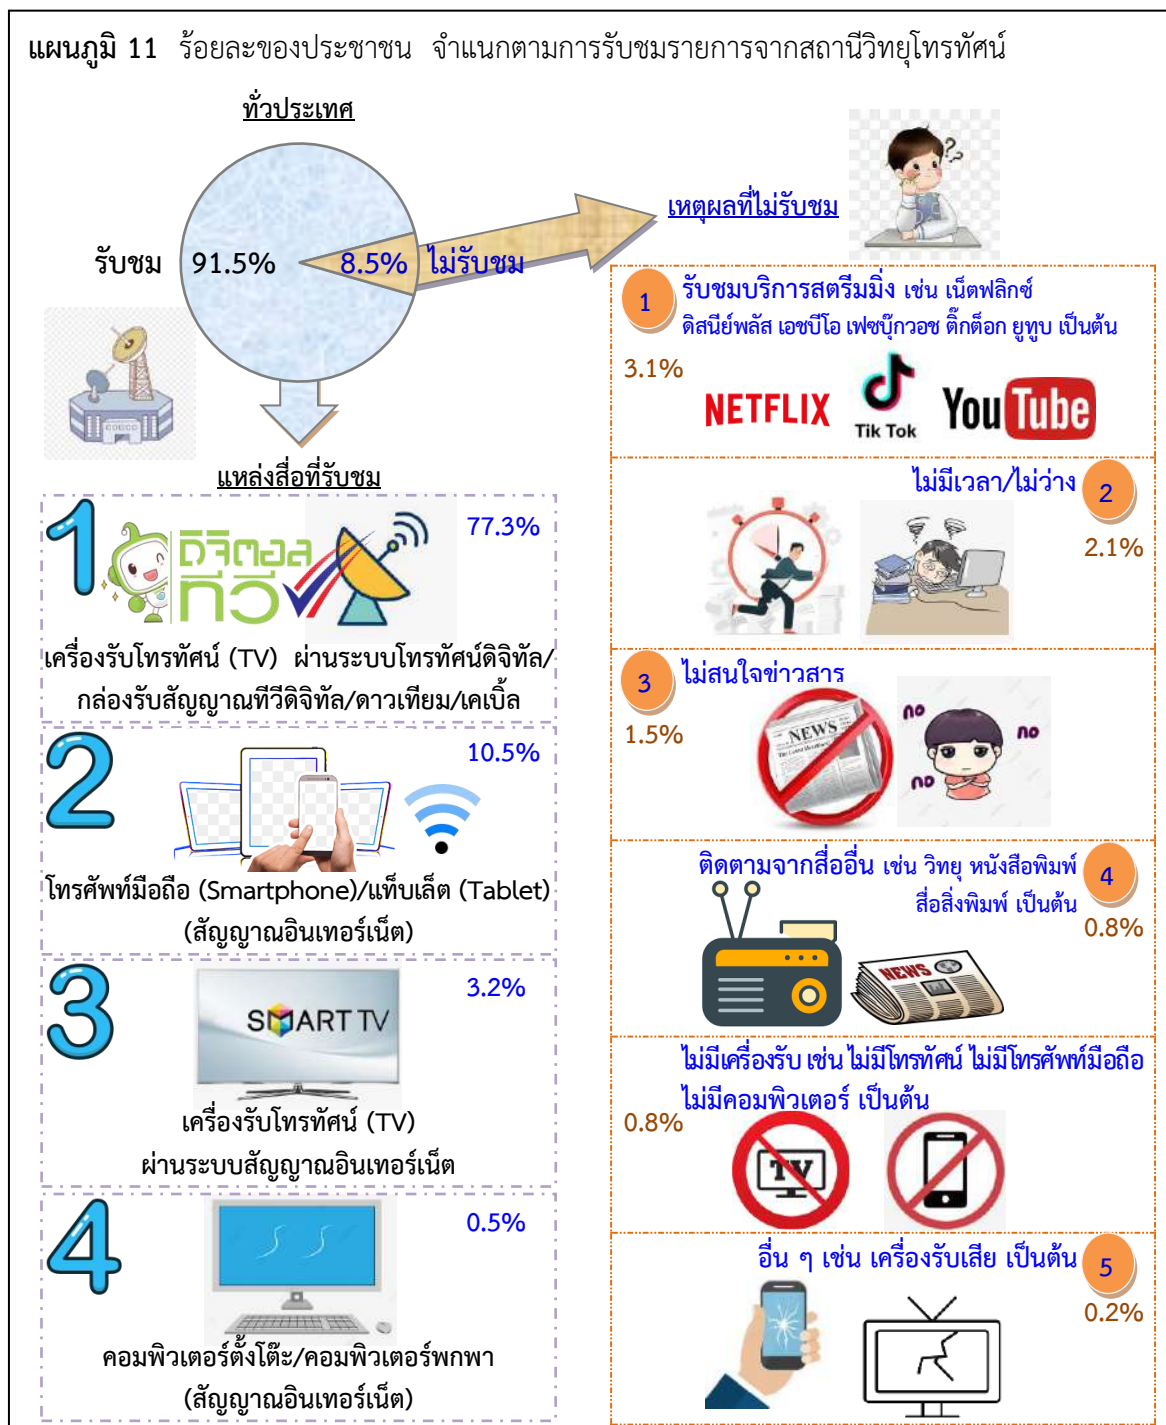 แผนภูมิ 11 ร้อยละของประชาชน จำแนกตามการรับชมรายการจากสถานีวิทยุโทรทัศน์
ทั่วประเทศ
รับชม 91.5%
8.5% ไม่รับชม
แหล่งสื่อที่รับชม
1
ดิจิตอล
ทีวี
77.3%
เครื่องรับโทรทัศน์ (TV) ผ่านระบบโทรทัศน์ดิจิทัล/
กล่องรับสัญญาณทีวีดิจิทัล/ดาวเทียม/เคเบิ้ล
2
10.5%
โทรศัพท์มือถือ (Smartphone)/แท็บเล็ต (Tablet)
(สัญญาณอินเทอร์เน็ต)
3
3.2%
SMART TV
เครื่องรับโทรทัศน์ (TV)
ผ่านระบบสัญญาณอินเทอร์เน็ต
4
0.5%
คอมพิวเตอร์ตั้งโต๊ะ/คอมพิวเตอร์พกพา
(สัญญาณอินเทอร์เน็ต)
เหตุผลที่ไม่รับชม
???
1
รับชมบริการสตรีมมิ่ง เช่น เน็ตฟลิกซ์
ดิสนีย์พลัส เอชบีโอ เฟซบุ๊กวอช ติ๊กต็อก ยูทูบ เป็นต้น
3.1%
NETFLIX
Tik Tok
YouTube
ไม่มีเวลา/ไม่ว่าง 2
2.1%
3 ไม่สนใจข่าวสาร
1.5%
NEWS
no
no
no
ติดตามจากสื่ออื่น เช่น วิทยุ หนังสือพิมพ์ 4
สื่อสิ่งพิมพ์ เป็นต้น
0.8%
NEWS
ไม่มีเครื่องรับ เช่น ไม่มีโทรทัศน์ ไม่มีโทรศัพท์มือถือ
ไม่มีคอมพิวเตอร์ เป็นต้น
0.8%
TV
อื่น ๆ เช่น เครื่องรับเสีย เป็นต้น 5
0.2%